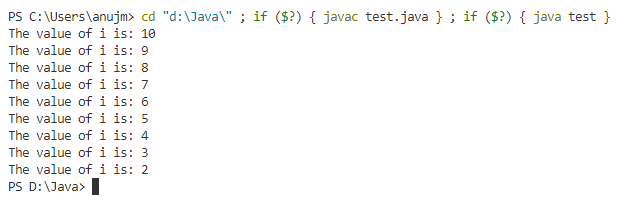 PS C:\Users\anujm> cd "d:\Java\" ; if ($?) { javac test.java } ; if ($?) { java test }
The value of i is: 10
The value of i is: 9
The value of i is: 8
The value of i is: 7
The value of i is: 6
The value of i is: 5
The value of i is: 4
The value of i is: 3
The value of i is: 2
PS D:\Java>